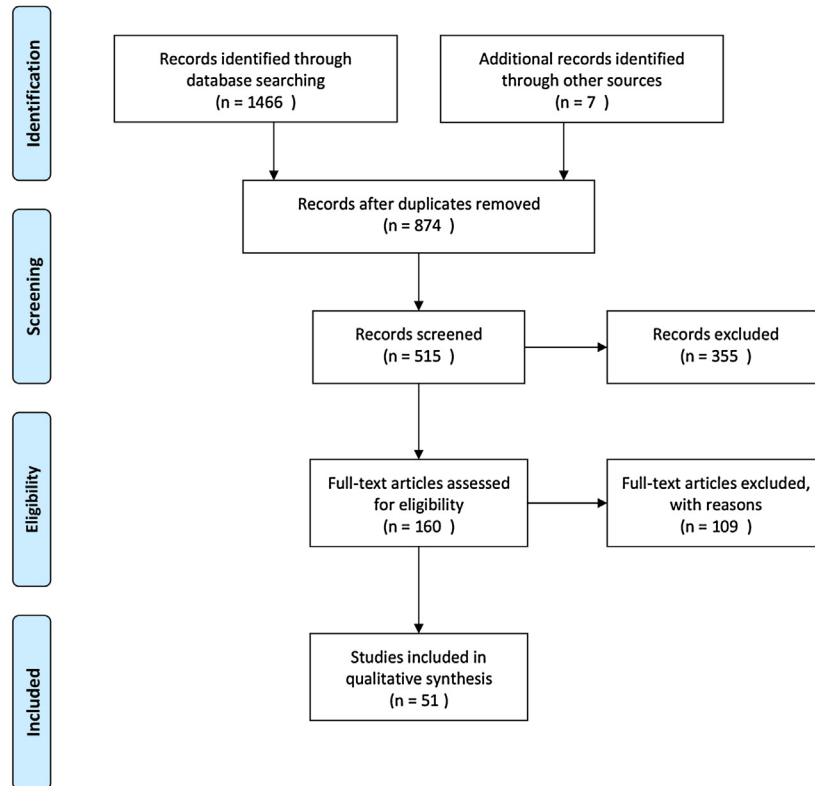 Identification
Records identified through
database searching
(n = 1466  )
Additional records identified
through other sources
(n = 7  )
Records after duplicates removed
(n = 874  )
Screening
Records screened
(n = 515  )
Records excluded
(n = 355  )
Eligibility
Full-text articles assessed
for eligibility
(n = 160  )
Full-text articles excluded,
with reasons
(n = 109  )
Included
Studies included in
qualitative synthesis
(n = 51  )